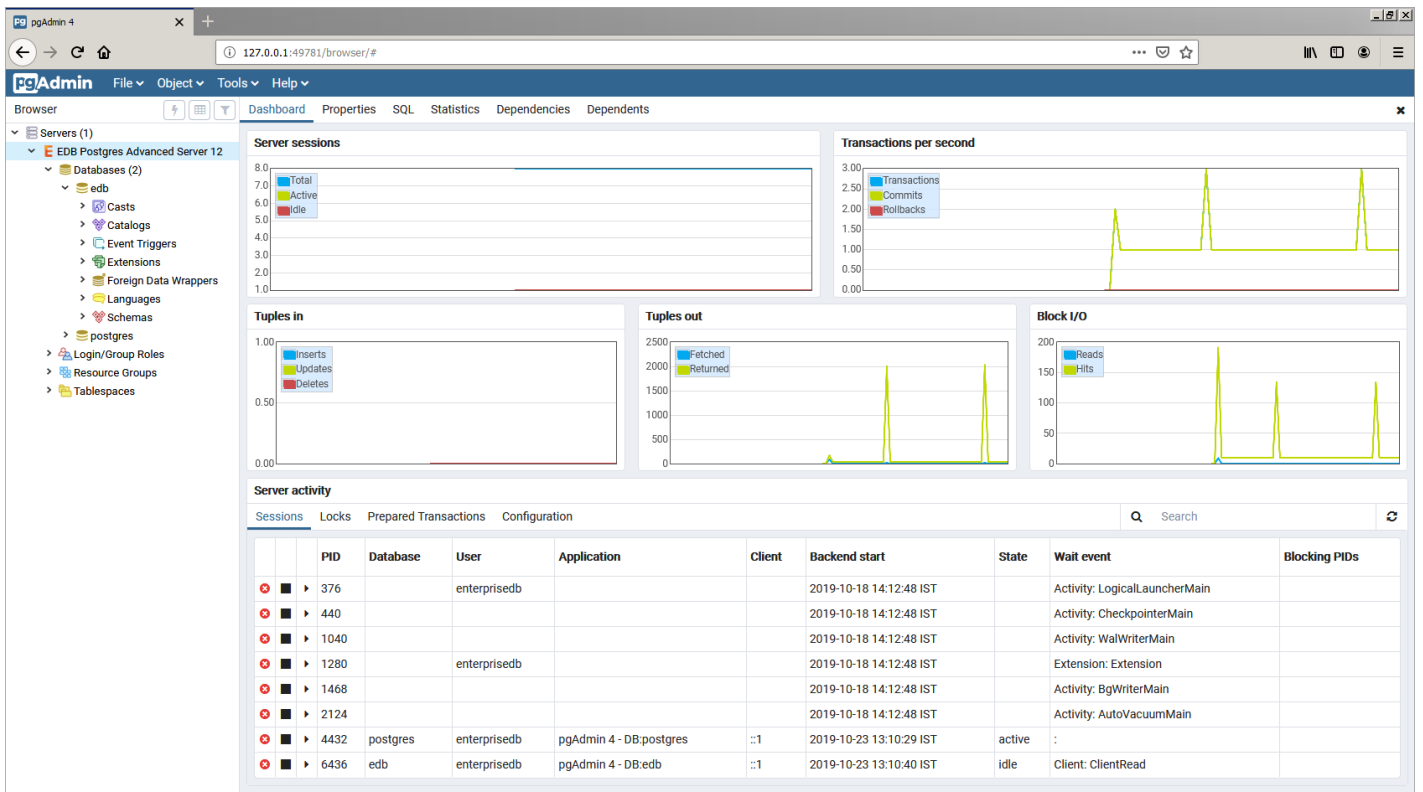 pgAdmin 4
127.0.0.1:49781/browser/#
pgAdmin File Object Tools Help
Browser
Dashboard Properties SQL Statistics Dependencies Dependents
Servers (1)
EDB Postgres Advanced Server 12
Databases (2)
edb
Casts
Catalogs
Event Triggers
Extensions
Foreign Data Wrappers
Languages
Schemas
postgres
Login/Group Roles
Resource Groups
Tablespaces
Server sessions
8.0
7.0
6.0
5.0
4.0
3.0
2.0
1.0
Total
Active
Idle
Transactions per second
3.00
2.50
2.00
1.50
1.00
0.50
0.00
Transactions
Commits
Rollbacks
Tuples in
1.00
0.50
0.00
Inserts
Updates
Deletes
Tuples out
2500
2000
1500
1000
500
0
Fetched
Returned
Block I/O
200
150
100
50
0
Reads
Hits
Server activity
Sessions Locks Prepared Transactions Configuration Search
PID Database User Application Client Backend start State Wait event Blocking PIDs
376 enterprisedb 2019-10-18 14:12:48 IST Activity: LogicalLauncherMain
440 2019-10-18 14:12:48 IST Activity: CheckpointerMain
1040 2019-10-18 14:12:48 IST Activity: WalWriterMain
1280 enterprisedb 2019-10-18 14:12:48 IST Extension: Extension
1468 2019-10-18 14:12:48 IST Activity: BgWriterMain
2124 2019-10-18 14:12:48 IST Activity: AutoVacuumMain
4432 postgres enterprisedb pgAdmin 4 - DB:postgres ::1 2019-10-23 13:10:29 IST active :
6436 edb enterprisedb pgAdmin 4 - DB:edb ::1 2019-10-23 13:10:40 IST idle Client: ClientRead